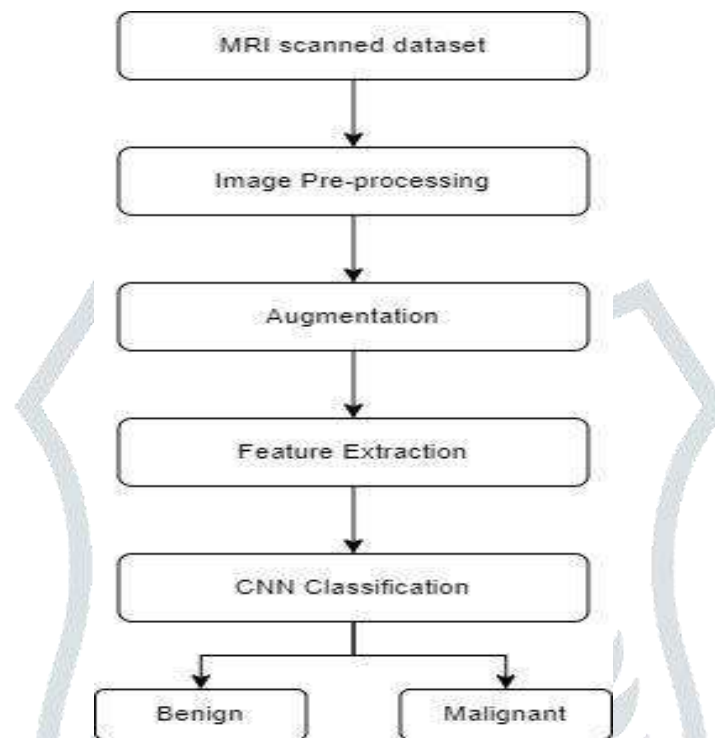 MRI scanned dataset
Image Pre-processing
Augmentation
Feature Extraction
CNN Classification
Benign
Malignant